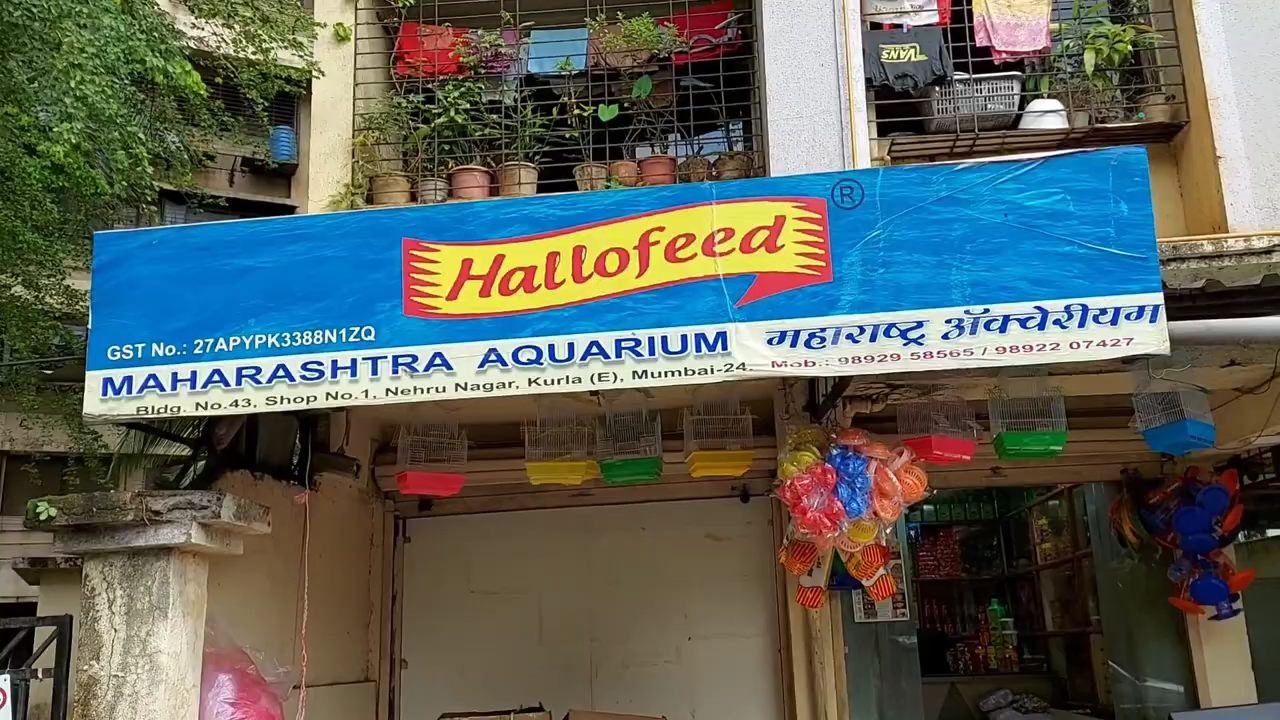 VANS
®
Hallofeed
GST No.: 27APYPK3388N1ZQ
MAHARASHTRA AQUARIUM महाराष्ट्र ॲक्वेरीयम
Bldg. No.43, Shop No.1, Nehru Nagar, Kurla (E), Mumbai-24. Mob.: 98929 58565 / 98922 07427